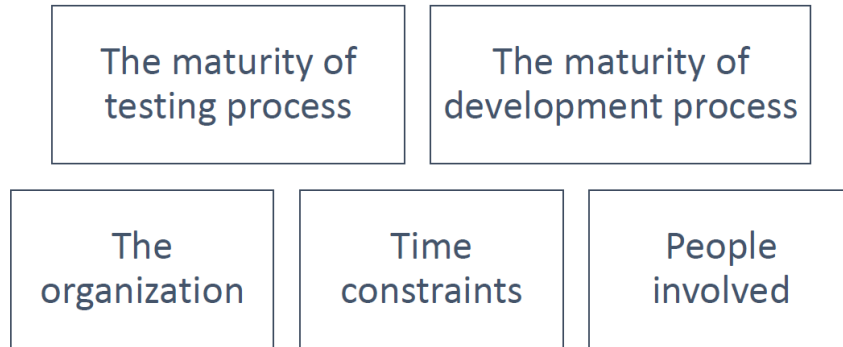 The maturity of
testing process
The maturity of
development process
The
organization
Time
constraints
People
involved